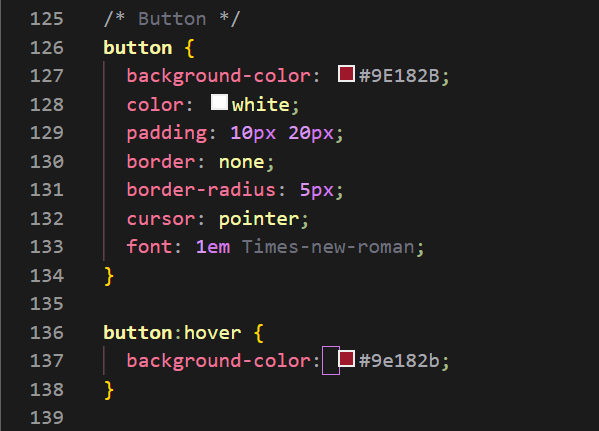 125 /* Button */
126 button {
127 background-color: #9E182B;
128 color: white;
129 padding: 10px 20px;
130 border: none;
131 border-radius: 5px;
132 cursor: pointer;
133 font: 1em Times-new-roman;
134 }
135
136 button:hover {
137 background-color: #9e182b;
138 }
139